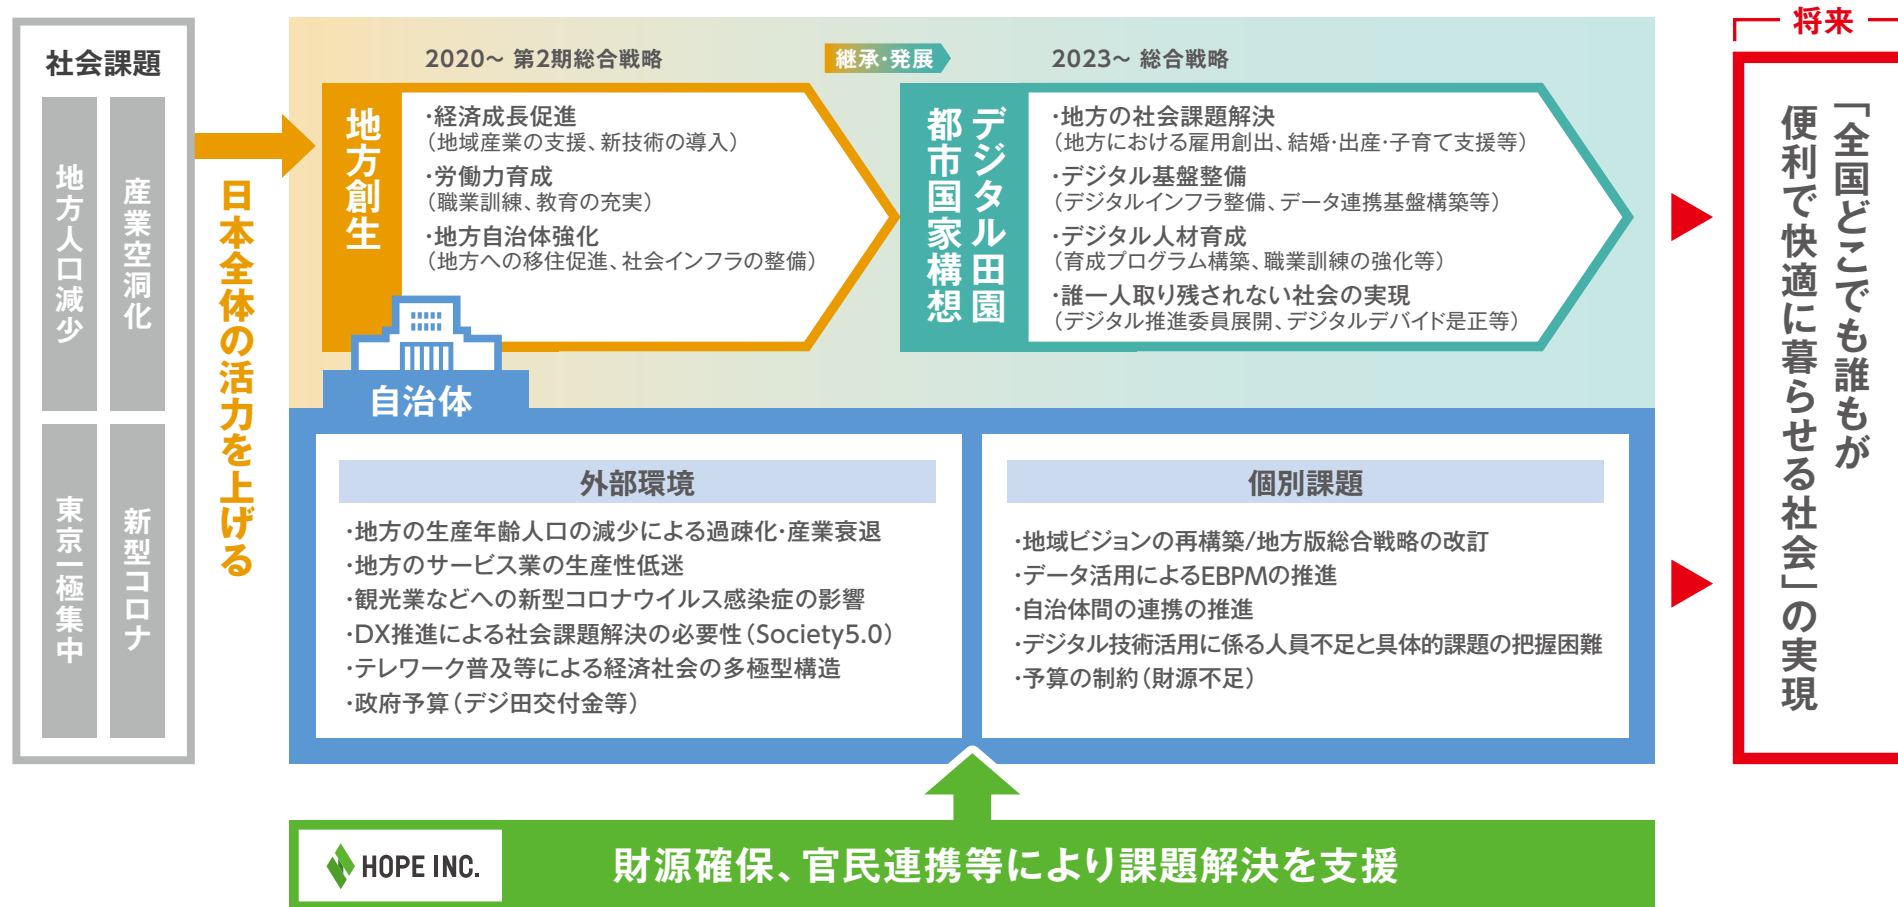 社会課題
地方人口減少
産業空洞化
東京一極集中
新型コロナ
日本全体の活力を上げる
2020～ 第2期総合戦略
継承・発展
2023～ 総合戦略
地方創生
・経済成長促進
（地域産業の支援、新技術の導入）
・労働力育成
（職業訓練、教育の充実）
・地方自治体強化
（地方への移住促進、社会インフラの整備）
デジタル田園
都市国家構想
・地方の社会課題解決
（地方における雇用創出、結婚・出産・子育て支援等）
・デジタル基盤整備
（デジタルインフラ整備、データ連携基盤構築等）
・デジタル人材育成
（育成プログラム構築、職業訓練の強化等）
・誰一人取り残されない社会の実現
（デジタル推進委員展開、デジタルデバイド是正等）
自治体
外部環境
・地方の生産年齢人口の減少による過疎化・産業衰退
・地方のサービス業の生産性低迷
・観光業などへの新型コロナウイルス感染症の影響
・DX推進による社会課題解決の必要性（Society5.0）
・テレワーク普及等による経済社会の多極型構造
・政府予算（デジ田交付金等）
個別課題
・地域ビジョンの再構築/地方版総合戦略の改訂
・データ活用によるEBPMの推進
・自治体間の連携の推進
・デジタル技術活用に係る人員不足と具体的課題の把握困難
・予算の制約（財源不足）
将来
「全国どこでも誰もが
便利で快適に暮らせる社会」の実現
HOPE INC.
財源確保、官民連携等により課題解決を支援